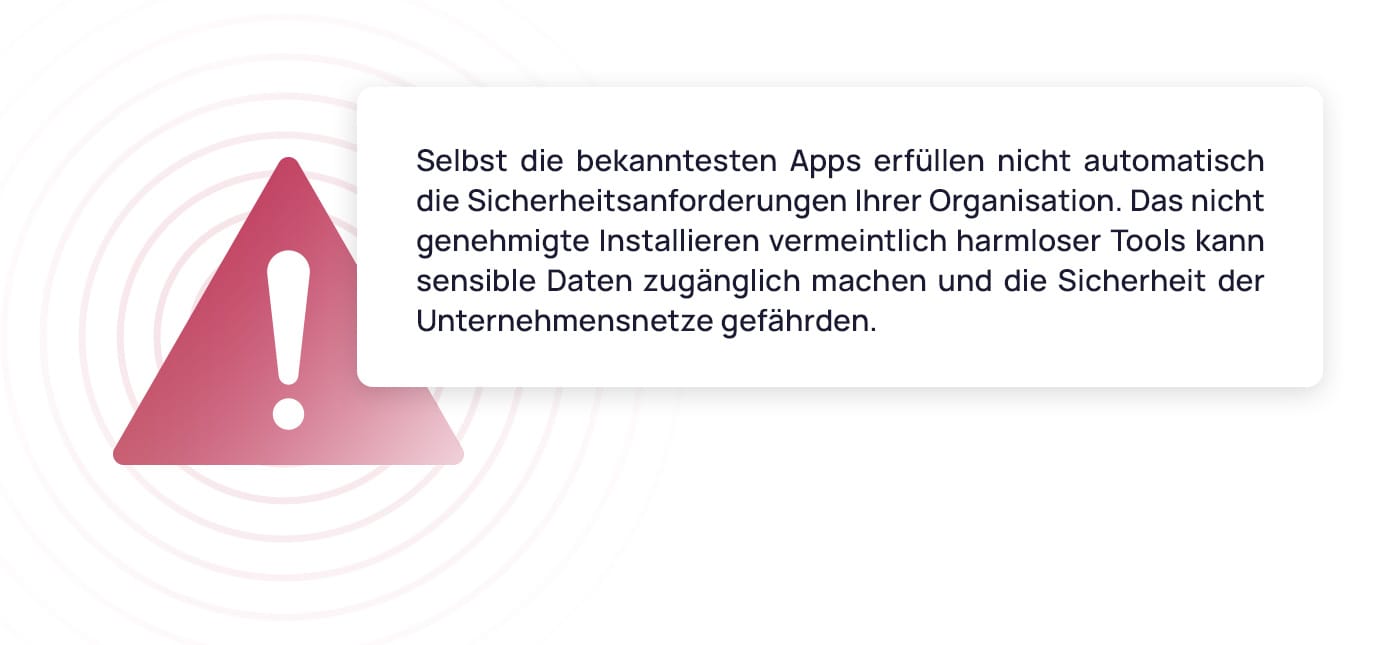 Selbst die bekanntesten Apps erfüllen nicht automatisch
die Sicherheitsanforderungen Ihrer Organisation. Das nicht
genehmigte Installieren vermeintlich harmloser Tools kann
sensible Daten zugänglich machen und die Sicherheit der
Unternehmensnetze gefährden.